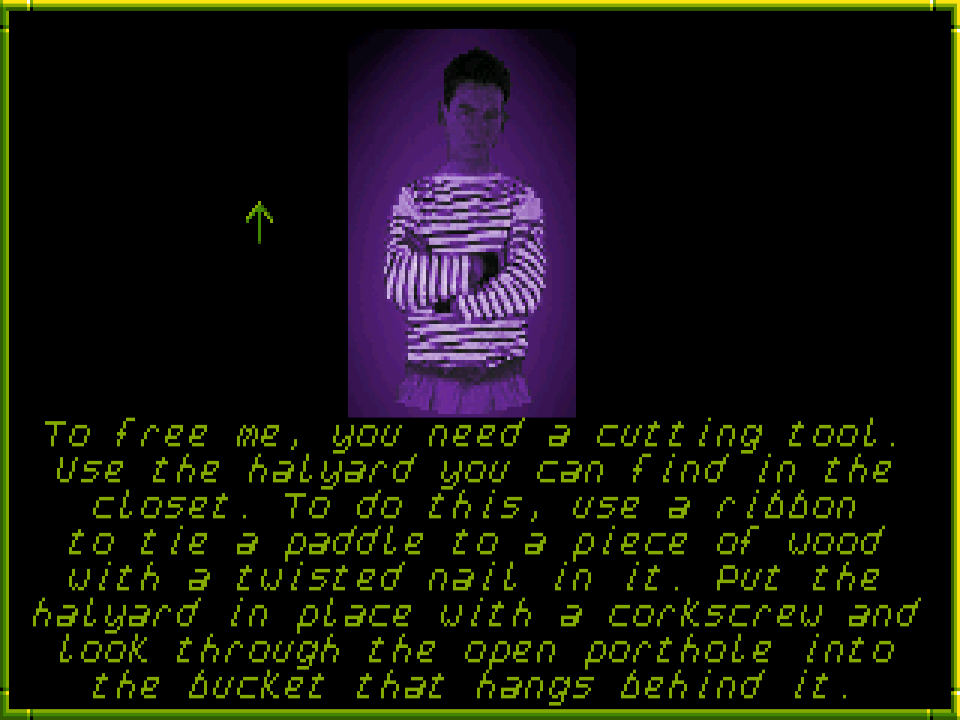 To free me, you need a cutting tool.
Use the halyard you can find in the
closet. To do this, use a ribbon
to tie a paddle to a piece of wood
with a twisted nail in it. Put the
halyard in place with a corkscrew and
look through the open porthole into
the bucket that hangs behind it.